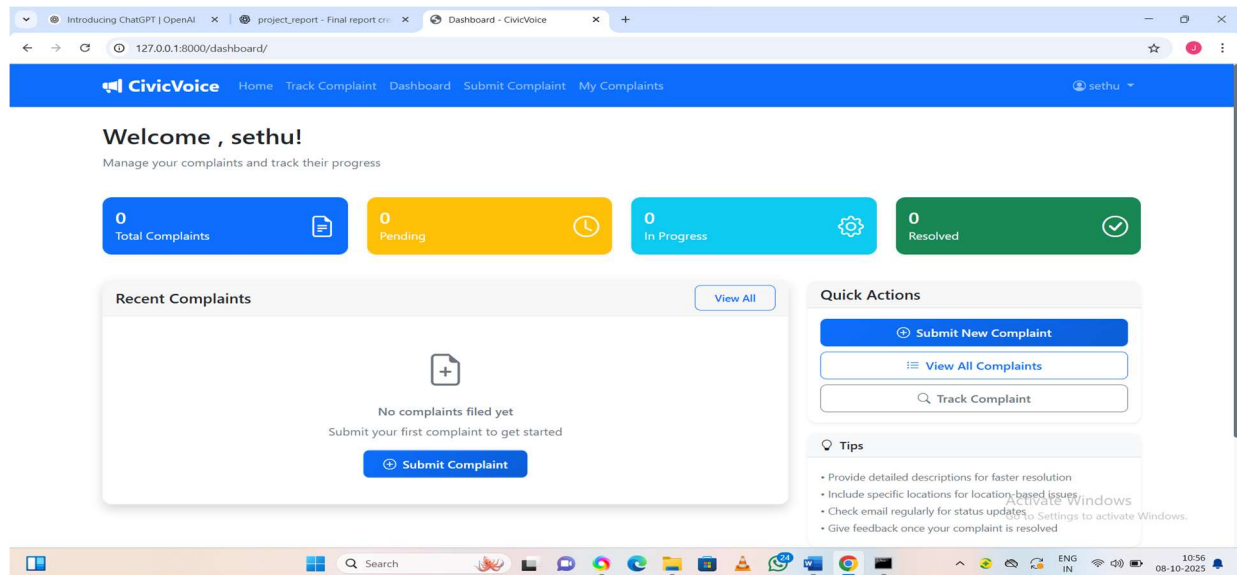 Introducing ChatGPT | OpenAI
project_report - Final report cre
Dashboard - CivicVoice
127.0.0.1:8000/dashboard/
J
CivicVoice Home Track Complaint Dashboard Submit Complaint My Complaints sethu
Welcome , sethu!
Manage your complaints and track their progress
0
Total Complaints
0
Pending
0
In Progress
0
Resolved
Recent Complaints
View All
No complaints filed yet
Submit your first complaint to get started
Submit Complaint
Quick Actions
Submit New Complaint
View All Complaints
Track Complaint
Tips
• Provide detailed descriptions for faster resolution
• Include specific locations for location-based issues
• Check email regularly for status updates
• Give feedback once your complaint is resolved
Activate Windows
Go to Settings to activate Windows.
Search
24
ENG
IN
10:56
08-10-2025